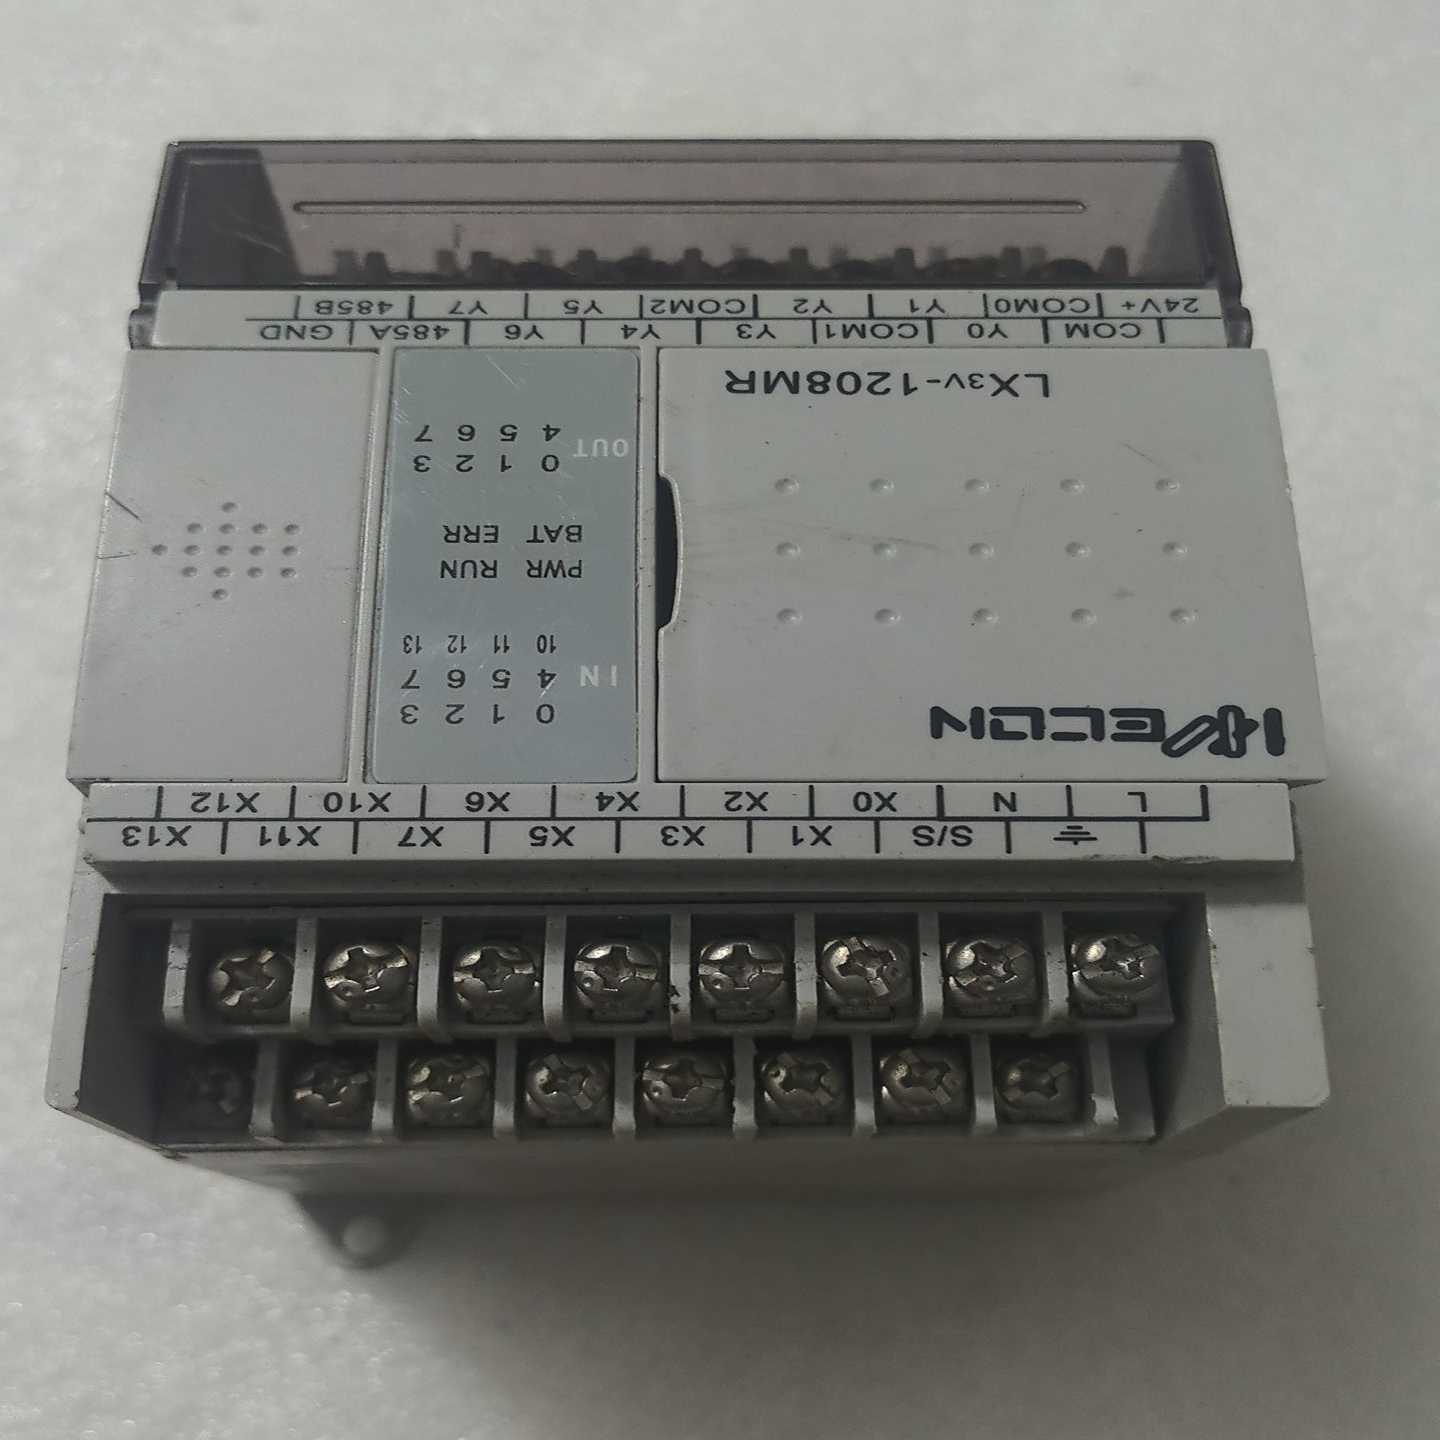 ⏚ S/S X1 X3 X5 X7 X11 X13
L N X0 X2 X4 X6 X10 X12
WECON
LX3V-1208MR
0 1 2 3
IN 4 5 6 7
10 11 12 13
PWR RUN
BAT ERR
0 1 2 3
OUT
4 5 6 7
COM Y0 COM1 Y3 Y4 Y6 485A GND
24V+ COM0 Y1 Y2 COM2 Y5 Y7 485B